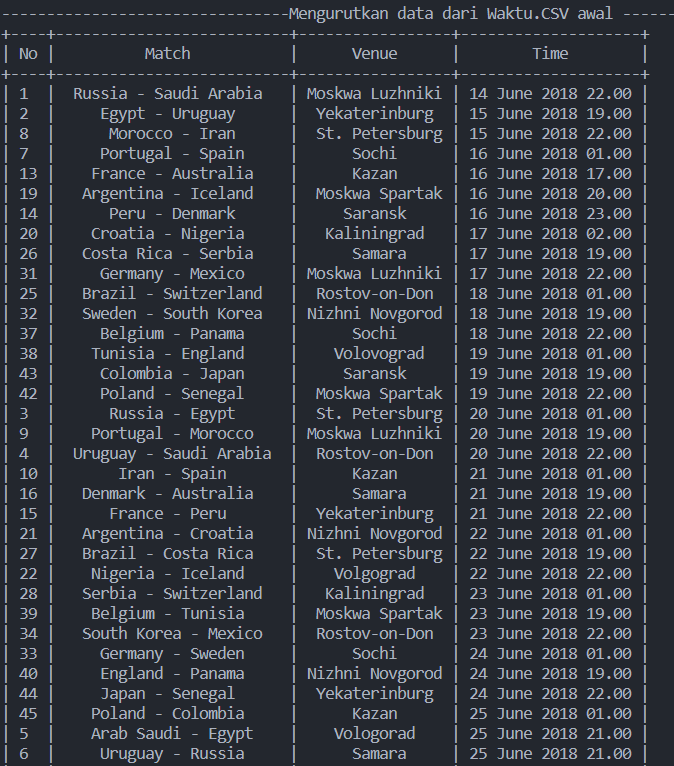 ------------------------------Mengurutkan data dari Waktu.CSV awal ------
+----+--------------------------+-----------------+--------------------+
| No |          Match           |      Venue      |        Time        |
+----+--------------------------+-----------------+--------------------+
| 1  |  Russia - Saudi Arabia   | Moskwa Luzhniki | 14 June 2018 22.00 |
| 2  |     Egypt - Uruguay      |  Yekaterinburg  | 15 June 2018 19.00 |
| 8  |      Morocco - Iran      |  St. Petersburg | 15 June 2018 22.00 |
| 7  |     Portugal - Spain     |      Sochi      | 16 June 2018 01.00 |
| 13 |    France - Australia    |      Kazan      | 16 June 2018 17.00 |
| 19 |   Argentina - Iceland    |  Moskwa Spartak | 16 June 2018 20.00 |
| 14 |      Peru - Denmark      |     Saransk     | 16 June 2018 23.00 |
| 20 |    Croatia - Nigeria     |   Kaliningrad   | 17 June 2018 02.00 |
| 26 |   Costa Rica - Serbia    |      Samara     | 17 June 2018 19.00 |
| 31 |     Germany - Mexico     | Moskwa Luzhniki | 17 June 2018 22.00 |
| 25 |   Brazil - Switzerland   |  Rostov-on-Don  | 18 June 2018 01.00 |
| 32 |   Sweden - South Korea   | Nizhni Novgorod | 18 June 2018 19.00 |
| 37 |     Belgium - Panama     |      Sochi      | 18 June 2018 22.00 |
| 38 |    Tunisia - England     |    Volovograd   | 19 June 2018 01.00 |
| 43 |     Colombia - Japan     |     Saransk     | 19 June 2018 19.00 |
| 42 |     Poland - Senegal     |  Moskwa Spartak | 19 June 2018 22.00 |
| 3  |      Russia - Egypt      |  St. Petersburg | 20 June 2018 01.00 |
| 9  |    Portugal - Morocco    | Moskwa Luzhniki | 20 June 2018 19.00 |
| 4  |  Uruguay - Saudi Arabia  |  Rostov-on-Don  | 20 June 2018 22.00 |
| 10 |       Iran - Spain       |      Kazan      | 21 June 2018 01.00 |
| 16 |   Denmark - Australia    |      Samara     | 21 June 2018 19.00 |
| 15 |      France - Peru       |  Yekaterinburg  | 21 June 2018 22.00 |
| 21 |   Argentina - Croatia    | Nizhni Novgorod | 22 June 2018 01.00 |
| 27 |   Brazil - Costa Rica    |  St. Petersburg | 22 June 2018 19.00 |
| 22 |    Nigeria - Iceland     |    Volgograd    | 22 June 2018 22.00 |
| 28 |   Serbia - Switzerland   |   Kaliningrad   | 23 June 2018 01.00 |
| 39 |    Belgium - Tunisia     |  Moskwa Spartak | 23 June 2018 19.00 |
| 34 |   South Korea - Mexico   |  Rostov-on-Don  | 23 June 2018 22.00 |
| 33 |     Germany - Sweden     |      Sochi      | 24 June 2018 01.00 |
| 40 |     England - Panama     | Nizhni Novgorod | 24 June 2018 19.00 |
| 44 |     Japan - Senegal      |  Yekaterinburg  | 24 June 2018 22.00 |
| 45 |    Poland - Colombia     |      Kazan      | 25 June 2018 01.00 |
| 5  |    Arab Saudi - Egypt    |    Vologorad    | 25 June 2018 21.00 |
| 6  |     Uruguay - Russia     |      Samara     | 25 June 2018 21.00 |